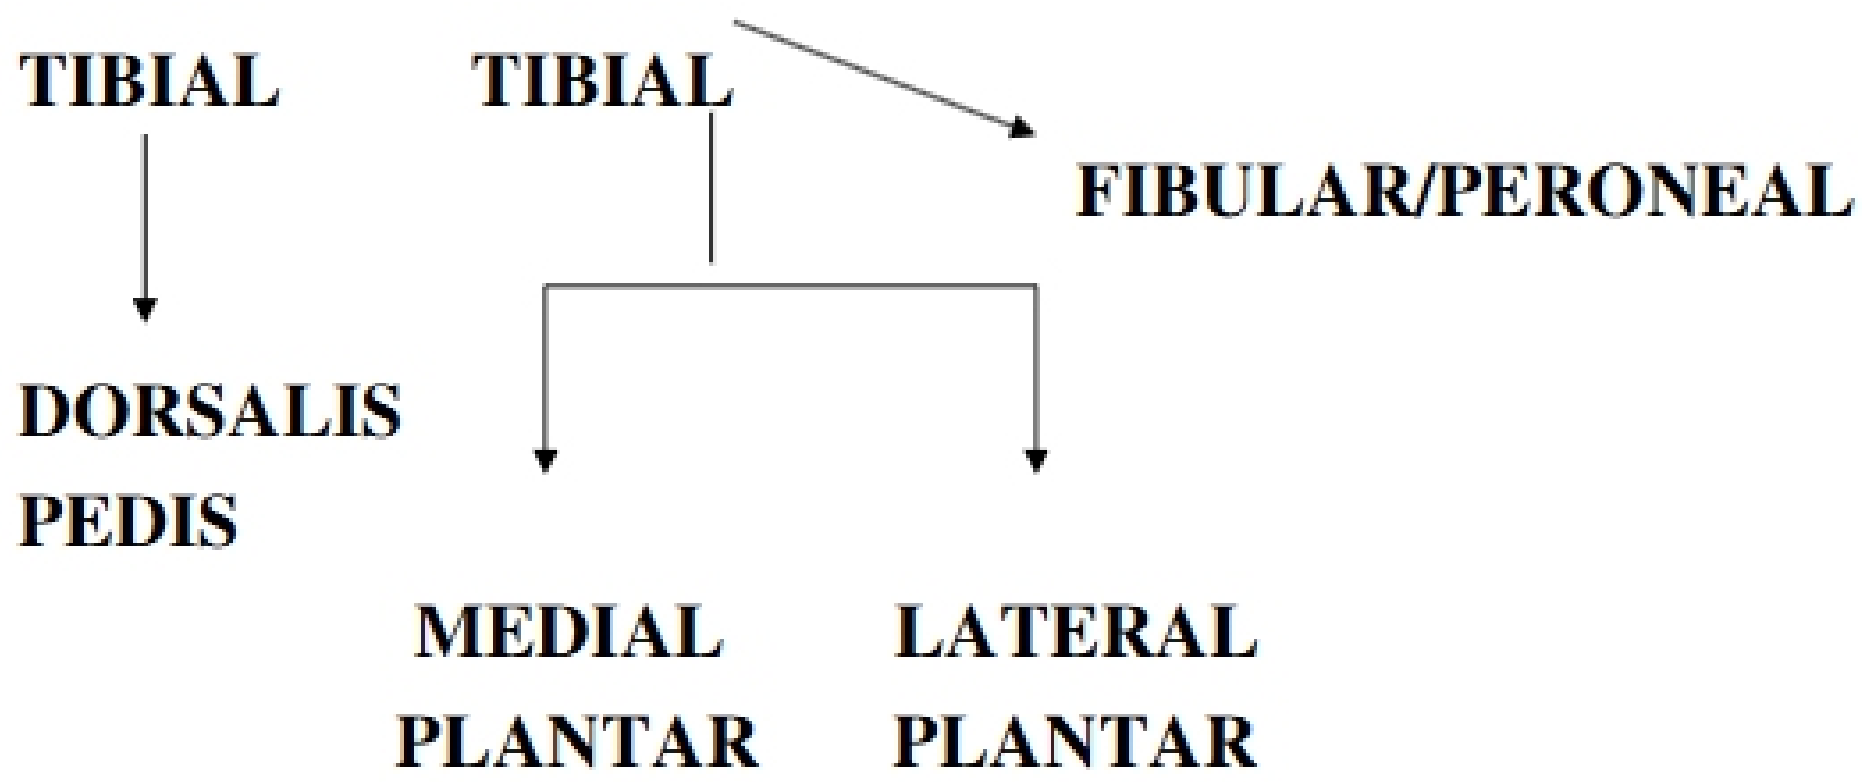 TIBIAL TIBIAL
FIBULAR/PERONEAL
DORSALIS
PEDIS
MEDIAL LATERAL
PLANTAR PLANTAR